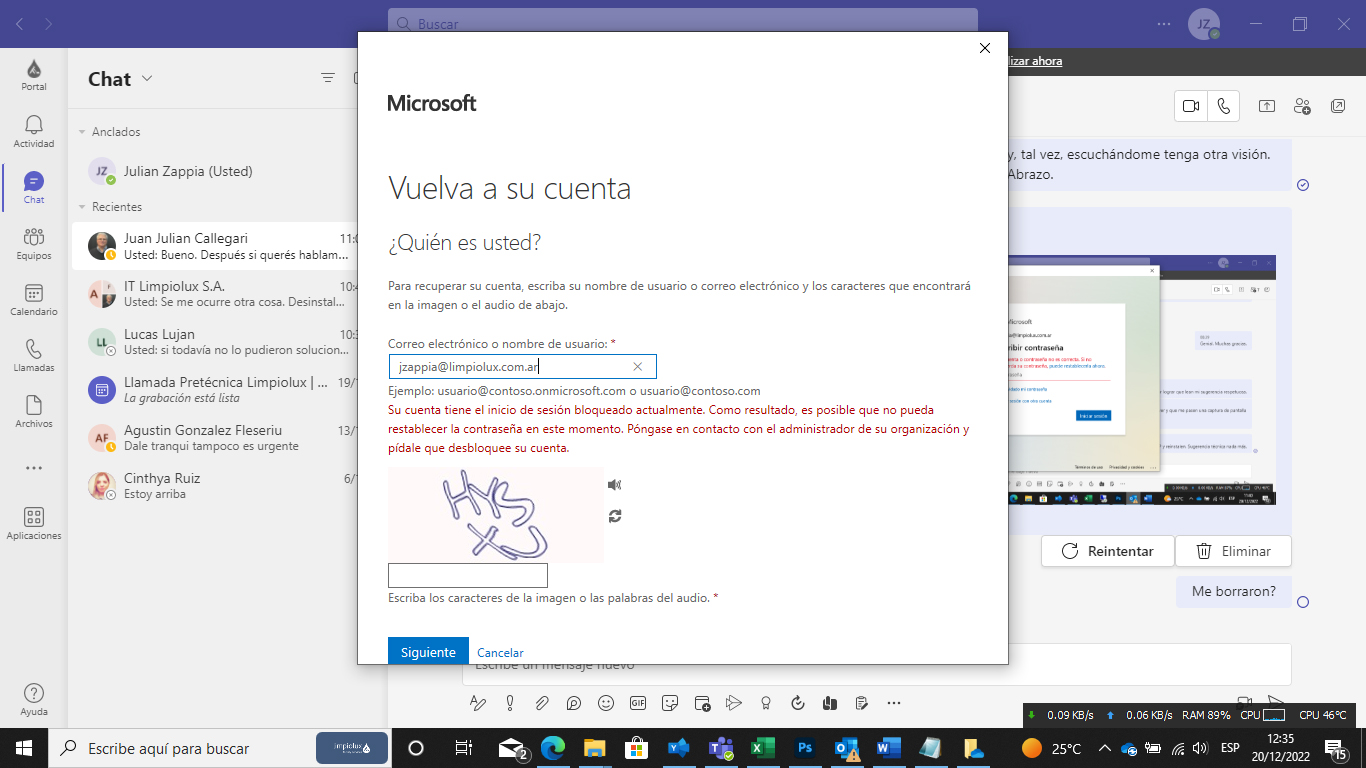 Buscar
JZ
Portal
Actividad
Chat
Equipos
Calendario
Llamadas
Archivos
Aplicaciones
Ayuda
Chat
Anclados
JZ
Julian Zappia (Usted)
Recientes
Juan Julian Callegari
Usted: Bueno. Después si querés hablam...
IT Limpiolux S.A.
Usted: Se me ocurre otra cosa. Desinstal...
LL
Lucas Lujan
Usted: si todavía no lo pudieron solucion...
Llamada Pretécnica Limpiolux | ...
19/
La grabación está lista
AF
Agustin Gonzalez Fleseriu
13/
Dale tranqui tampoco es urgente
Cinthya Ruiz
6/
Estoy arriba
Microsoft
Vuelva a su cuenta
¿Quién es usted?
Para recuperar su cuenta, escriba su nombre de usuario o correo electrónico y los caracteres que encontrará
en la imagen o el audio de abajo.
Correo electrónico o nombre de usuario: *
jzappia@limpiolux.com.ar
Ejemplo: usuario@contoso.onmicrosoft.com o usuario@contoso.com
Su cuenta tiene el inicio de sesión bloqueado actualmente. Como resultado, es posible que no pueda
restablecer la contraseña en este momento. Póngase en contacto con el administrador de su organización y
pídale que desbloquee su cuenta.
Escriba los caracteres de la imagen o las palabras del audio. *
Siguiente
Cancelar
lizar ahora
y, tal vez, escuchándome tenga otra visión.
Abrazo.
Iniciar sesión
Reintentar
Eliminar
Me borraron?
Escribe un mensaje nuevo
GIF
0.09 KB/s
0.06 KB/s
RAM 89%
CPU
CPU 46°C
Escribe aquí para buscar
limpiolux
2
25°C
ESP
12:35
20/12/2022
15